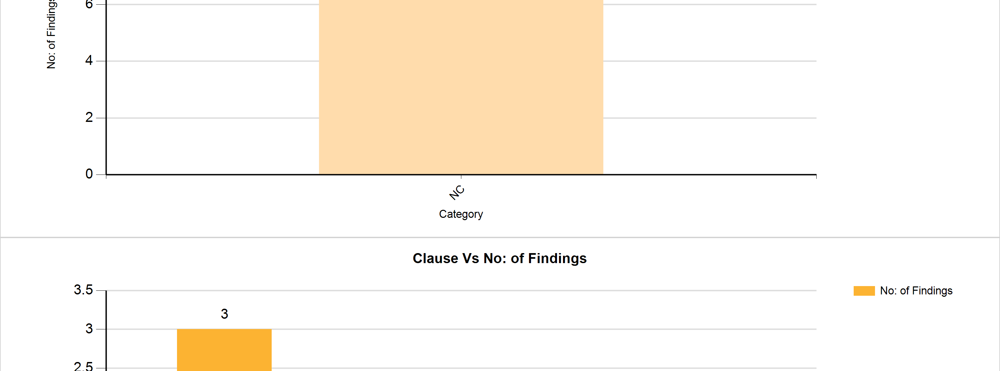 6
No: of Findings
4
2
0
NC
Category
Clause Vs No: of Findings
3.5
No: of Findings
3
3
2.5